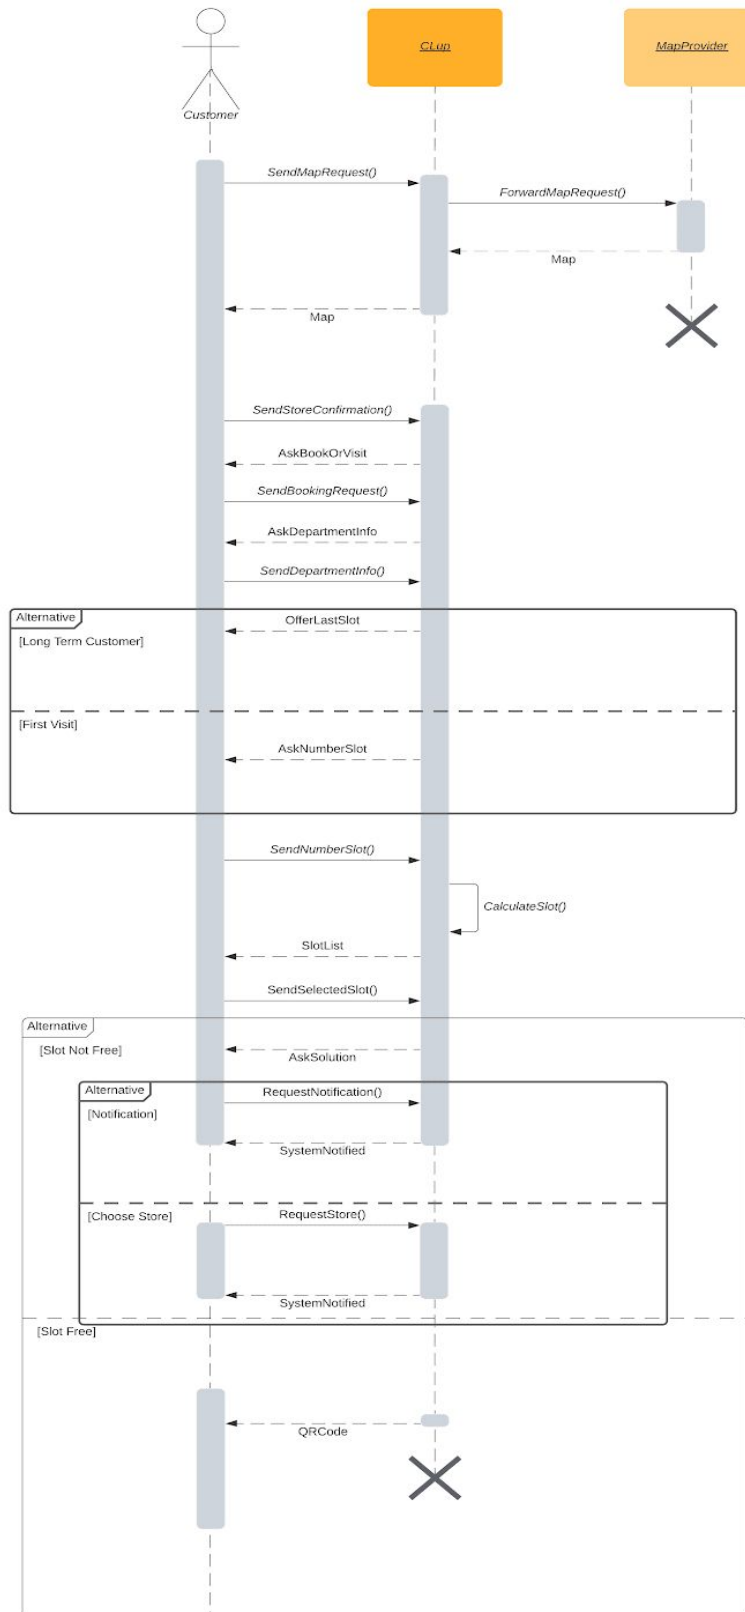 CLup
MapProvider
Customer
SendMapRequest()
ForwardMapRequest()
Map
Map
SendStoreConfirmation()
AskBookOrVisit
SendBookingRequest()
AskDepartmentInfo
SendDepartmentInfo()
Alternative
OfferLastSlot
[Long Term Customer]
[First Visit]
AskNumberSlot
SendNumberSlot()
CalculateSlot()
SlotList
SendSelectedSlot()
Alternative
[Slot Not Free]
AskSolution
Alternative
RequestNotification()
[Notification]
SystemNotified
[Choose Store]
RequestStore()
SystemNotified
[Slot Free]
QRCode